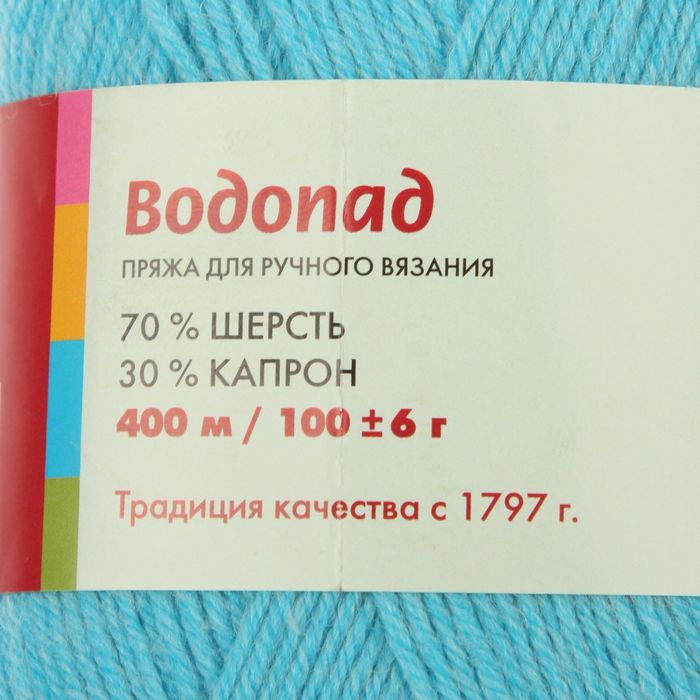 Водопад
ПРЯЖА ДЛЯ РУЧНОГО ВЯЗАНИЯ
70 % ШЕРСТЬ
30 % КАПРОН
400 м / 100 ± 6 г
Традиция качества с 1797 г.